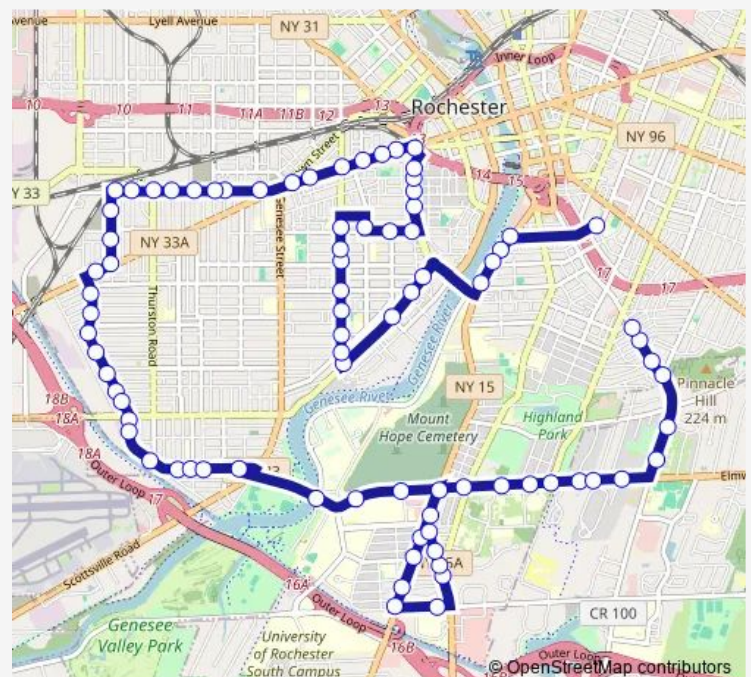 Lyell Avenue
NY 31
Inner Loop
10
10
11
11A
11B
12
13
Rochester
NY 96
14
15
Y 33
NY 33A
Genesee Street
17
17
Thurston Road
Genesee River
Genesee River
NY 15
Pinnacle
Hill
224 m
18B
18A
Mount
Hope Cemetery
Highland
Park
18A
Outer Loop
17
Elmw
Scottsville Road
16A
Outer Loop
CR 100
Genesee
Valley Park
University
of Rochester
South Campus
16B
Outer Loop
© OpenStreetMap contributors